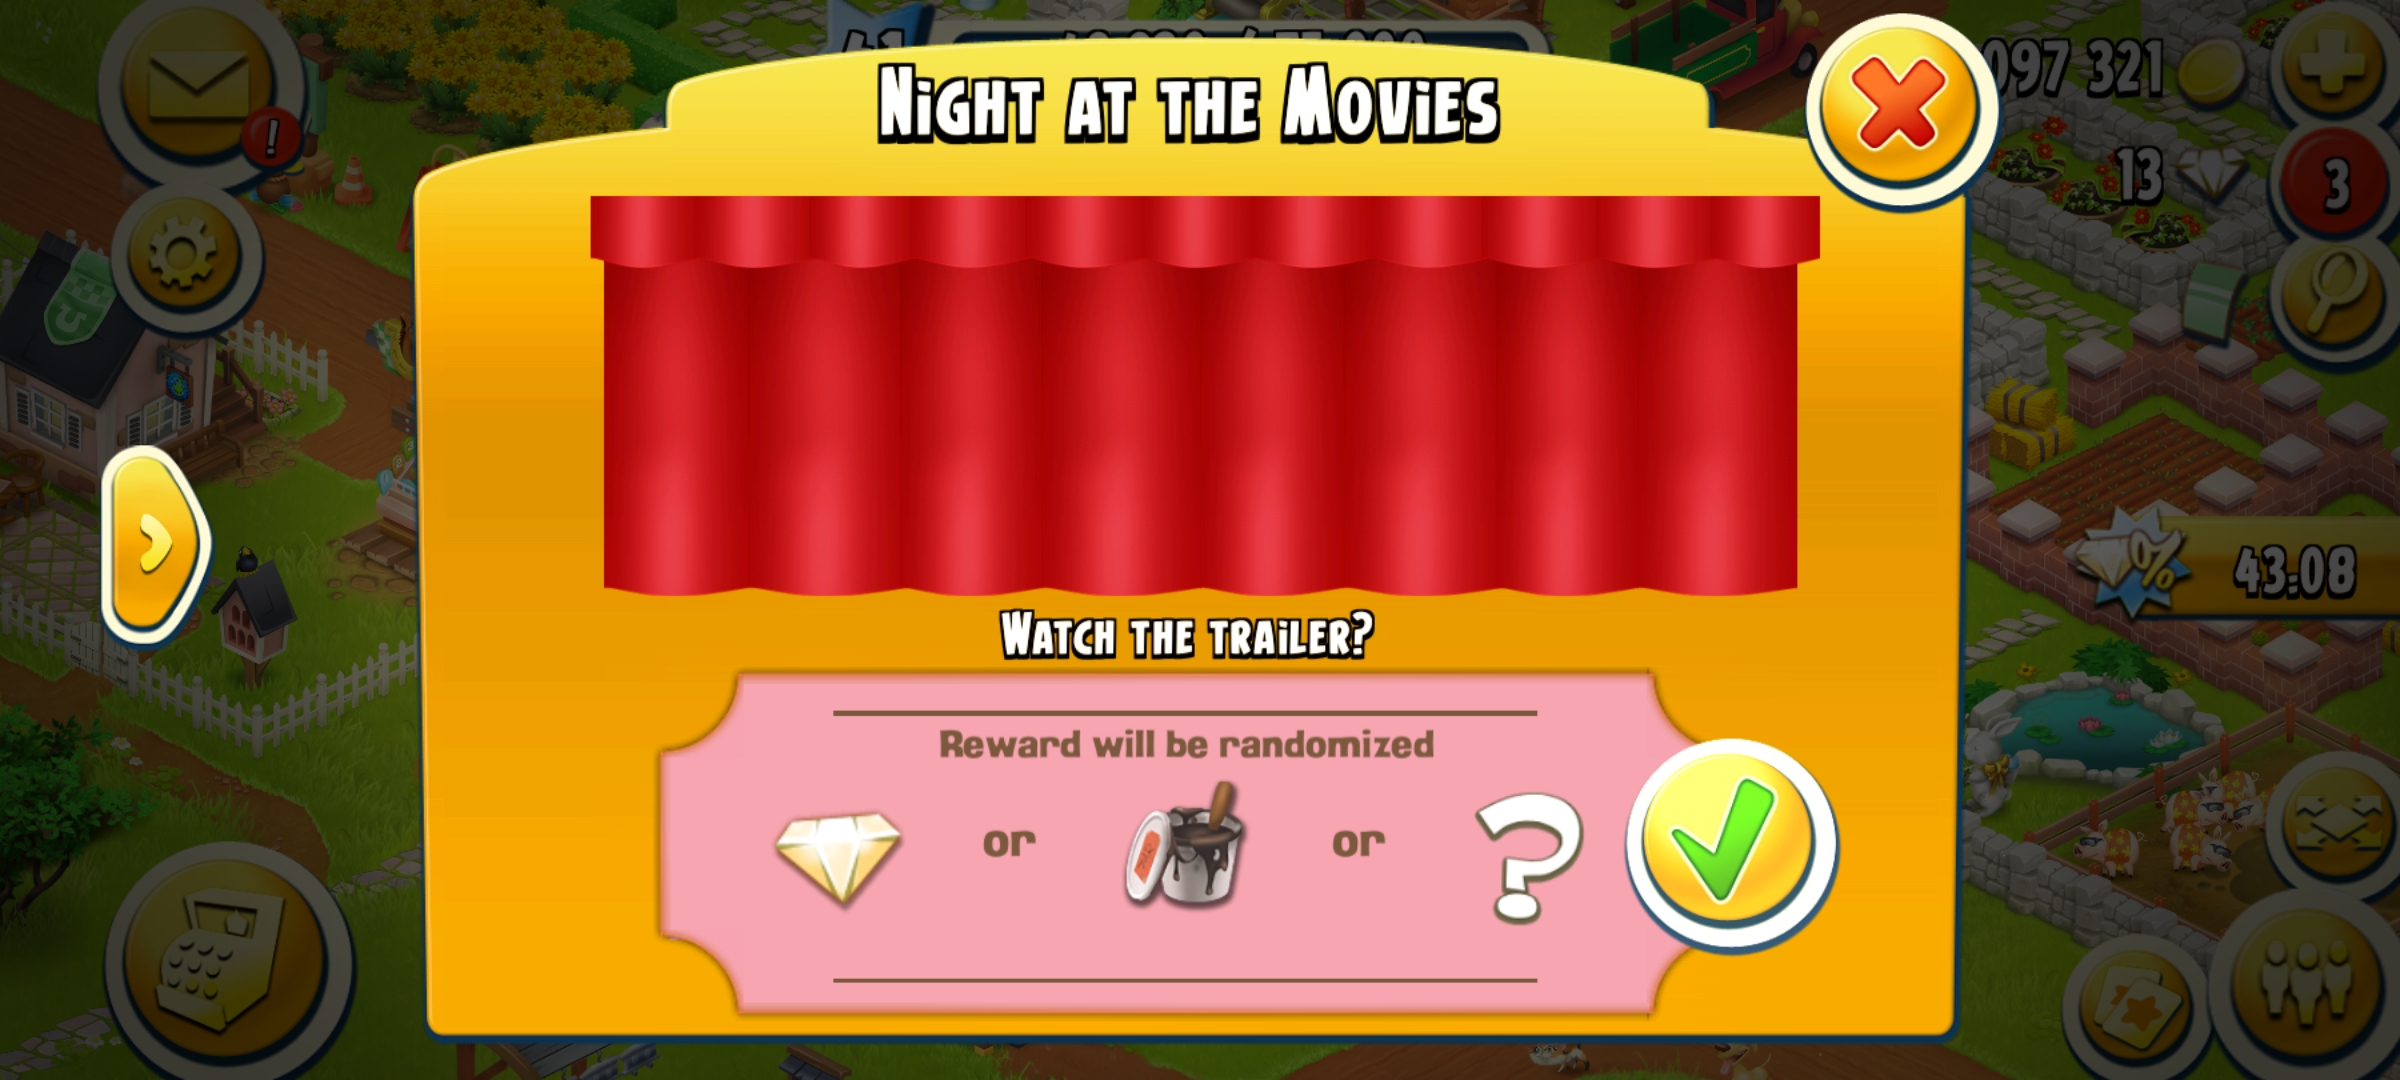 Night at the Movies
097 321
13
3
!
43:08
Watch the trailer?
Reward will be randomized
or
or
?